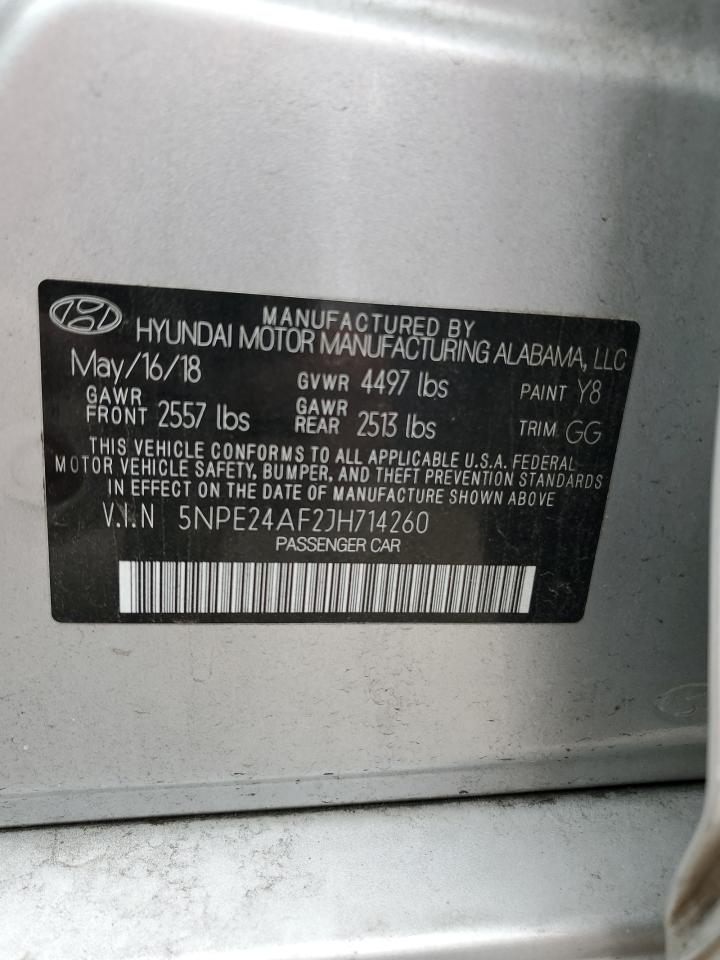 MANUFACTURED BY
HYUNDAI MOTOR MANUFACTURING ALABAMA, LLC
May/16/18 GVWR 4497 lbs PAINT Y8
GAWR FRONT 2557 lbs GAWR REAR 2513 lbs TRIM GG
THIS VEHICLE CONFORMS TO ALL APPLICABLE U.S.A. FEDERAL
MOTOR VEHICLE SAFETY, BUMPER, AND THEFT PREVENTION STANDARDS
IN EFFECT ON THE DATE OF MANUFACTURE SHOWN ABOVE
V.I.N 5NPE24AF2JH714260
PASSENGER CAR